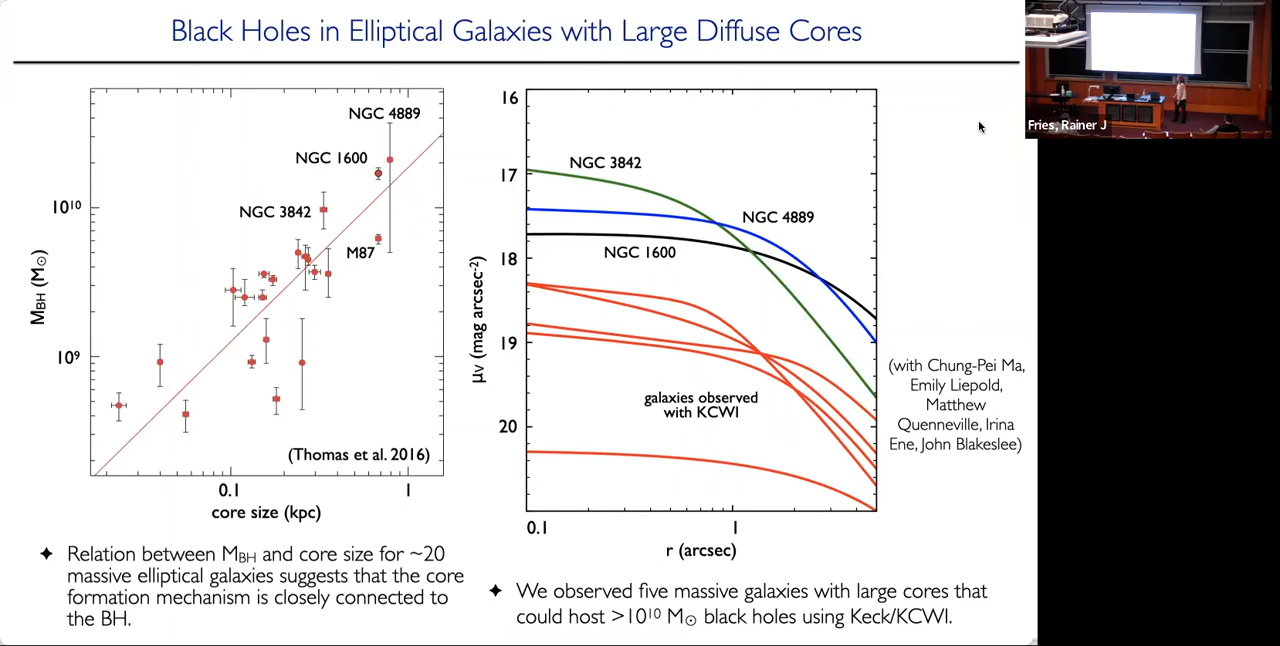 Black Holes in Elliptical Galaxies with Large Diffuse Cores
NGC 4889
NGC 1600
NGC 3842
M87
10¹⁰
10⁹
M_BH (M☉)
(Thomas et al. 2016)
0.1
1
core size (kpc)
16
17
18
19
20
μv (mag arcsec⁻²)
NGC 3842
NGC 4889
NGC 1600
galaxies observed
with KCWI
0.1
1
r (arcsec)
(with Chung-Pei Ma,
Emily Liepold,
Matthew
Quenneville, Irina
Ene, John Blakeslee)
✦ Relation between M_BH and core size for ~20
massive elliptical galaxies suggests that the core
formation mechanism is closely connected to
the BH.
✦ We observed five massive galaxies with large cores that
could host >10¹⁰ M☉ black holes using Keck/KCWI.
Fries, Rainer J